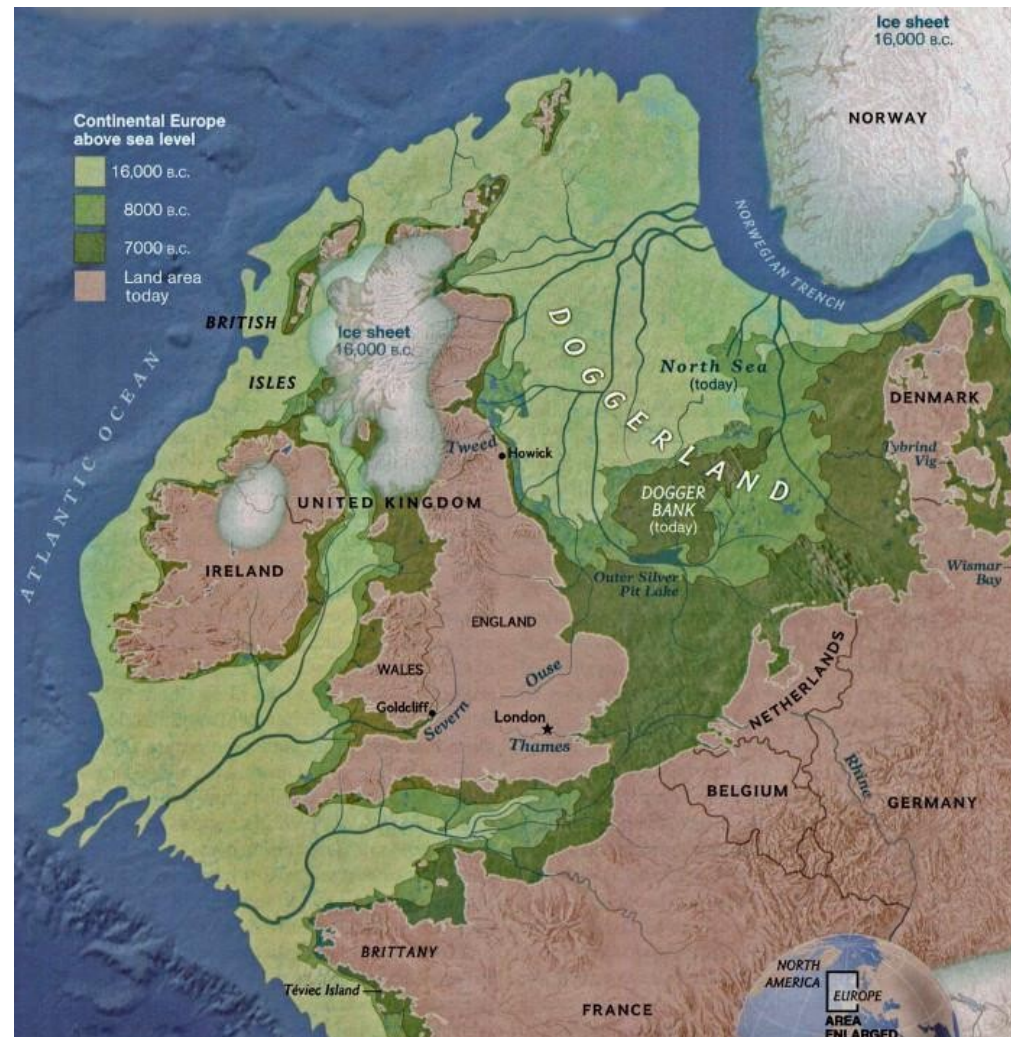 Ice sheet
16,000 B.C.
NORWAY
Continental Europe
above sea level
16,000 B.C.
8000 B.C.
7000 B.C.
Land area
today
NORWEGIAN TRENCH
BRITISH
ISLES
Ice sheet
16,000 B.C.
DOGGERLAND
North Sea
(today)
DENMARK
ATLANTIC OCEAN
Tweed
Howick
Tybrind
Vig
UNITED KINGDOM
DOGGER
BANK
(today)
IRELAND
Outer Silver
Pit Lake
Wismar
Bay
ENGLAND
WALES
Ouse
NETHERLANDS
Goldcliff
Severn
London
Thames
Rhine
BELGIUM
GERMANY
BRITTANY
Téviec Island
FRANCE
NORTH
AMERICA
EUROPE
AREA
ENLARGED